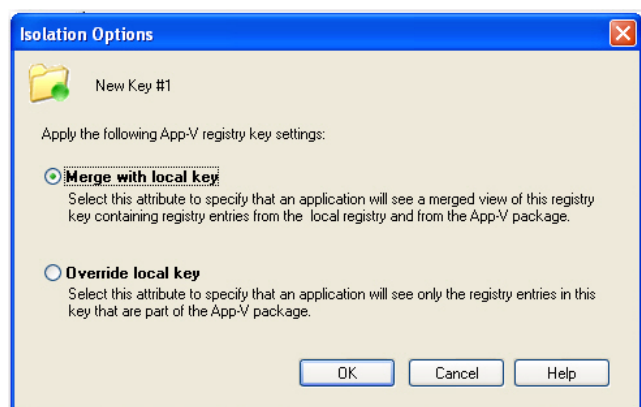 Isolation Options
New Key #1
Apply the following App-V registry key settings:
Merge with local key
Select this attribute to specify that an application will see a merged view of this registry
key containing registry entries from the local registry and from the App-V package.
Override local key
Select this attribute to specify that an application will see only the registry entries in this
key that are part of the App-V package.
OK Cancel Help